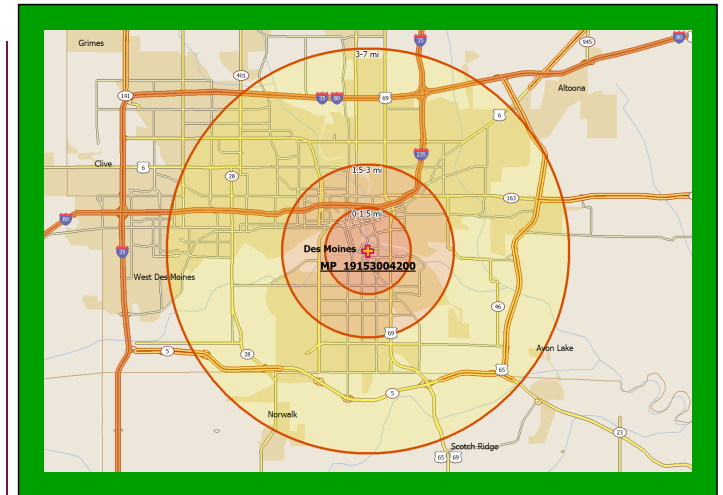 35
80
945
Grimes
3-7 mi
401
Altoona
141
35 80
69
6
235
Clive
6
1.5-3 mi
28
163
0-1.5 mi
80
Des Moines
35
MP 19153004200
West Des Moines
46
69
Avon Lake
5
28
65
5
Norwalk
23
Scotch Ridge
65 69